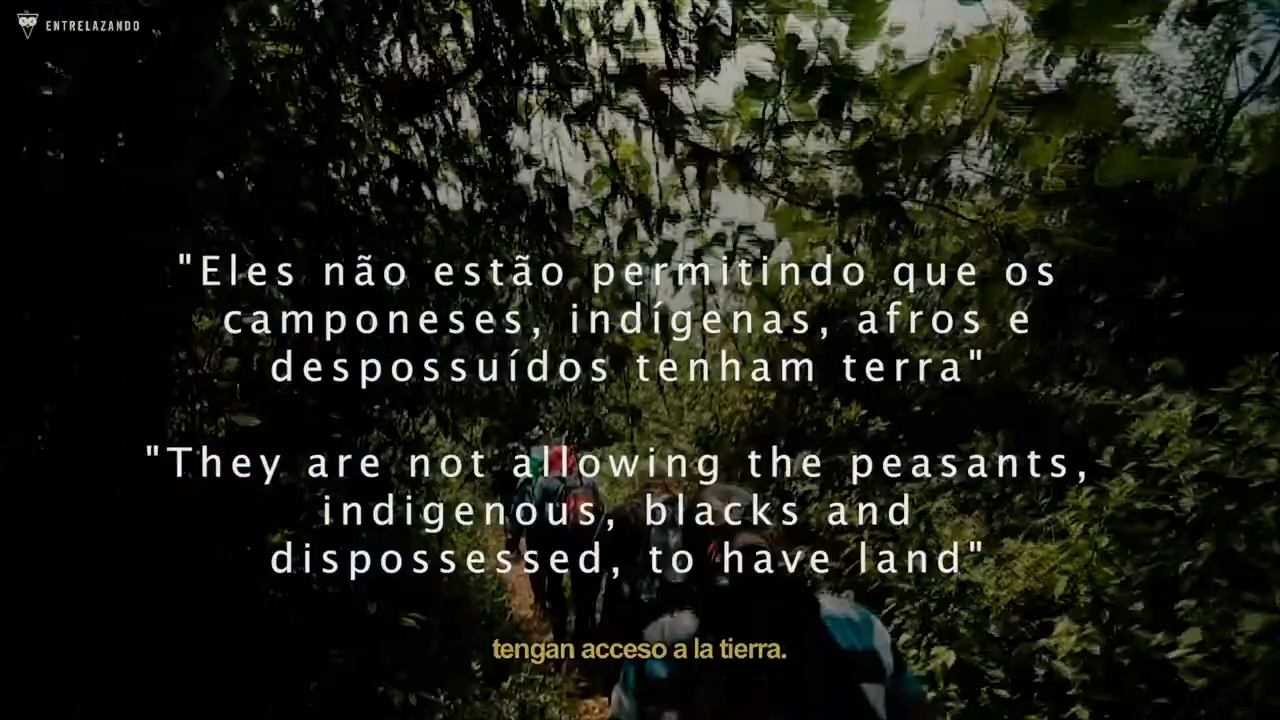 ENTRELAZANDO
"Eles não estão permitindo que os
camponeses, indígenas, afros e
despossuídos tenham terra"
"They are not allowing the peasants,
indigenous, blacks and
dispossessed, to have land"
tengan acceso a la tierra.